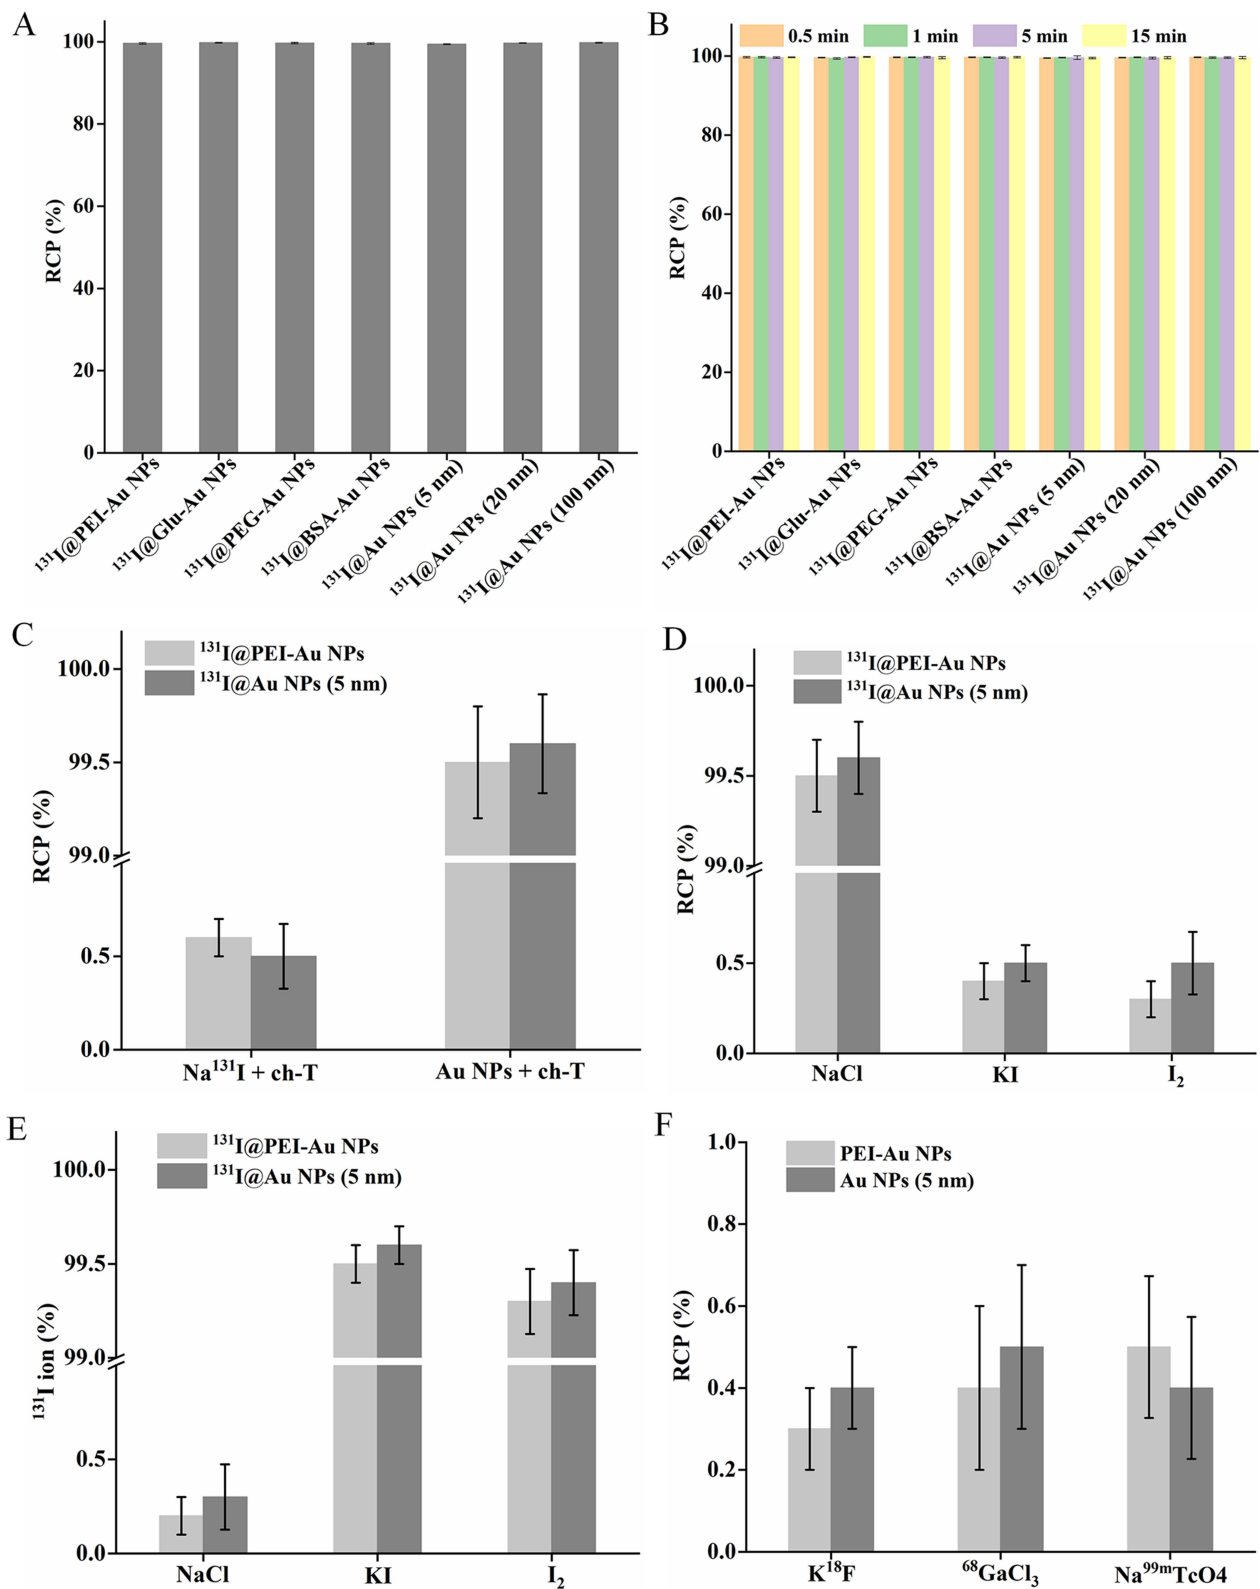 A
RCP (%)
100
80
60
40
20
0
¹³¹I@PEI-Au NPs
¹³¹I@Glu-Au NPs
¹³¹I@PEG-Au NPs
¹³¹I@BSA-Au NPs
¹³¹I@Au NPs (5 nm)
¹³¹I@Au NPs (20 nm)
¹³¹I@Au NPs (100 nm)
B
0.5 min 1 min 5 min 15 min
RCP (%)
100
80
60
40
20
0
¹³¹I@PEI-Au NPs
¹³¹I@Glu-Au NPs
¹³¹I@PEG-Au NPs
¹³¹I@BSA-Au NPs
¹³¹I@Au NPs (5 nm)
¹³¹I@Au NPs (20 nm)
¹³¹I@Au NPs (100 nm)
C
¹³¹I@PEI-Au NPs
¹³¹I@Au NPs (5 nm)
RCP (%)
100.0
99.5
99.0
0.5
0.0
Na¹³¹I + ch-T Au NPs + ch-T
D
¹³¹I@PEI-Au NPs
¹³¹I@Au NPs (5 nm)
RCP (%)
100.0
99.5
99.0
0.5
0.0
NaCl KI I₂
E
¹³¹I@PEI-Au NPs
¹³¹I@Au NPs (5 nm)
¹³¹I ion (%)
100.0
99.5
99.0
0.5
0.0
NaCl KI I₂
F
PEI-Au NPs
Au NPs (5 nm)
RCP (%)
1.0
0.8
0.6
0.4
0.2
0.0
K¹⁸F ⁶⁸GaCl₃ Na⁹⁹ᵐTcO4